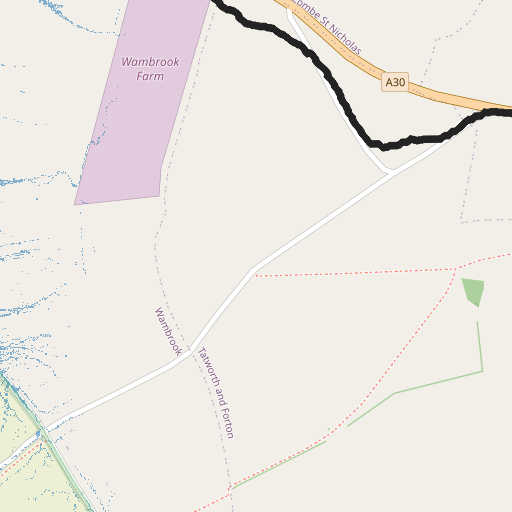 Combe St Nicholas
Wambrook
Farm
A30
Wambrook
Tatworth and Forton